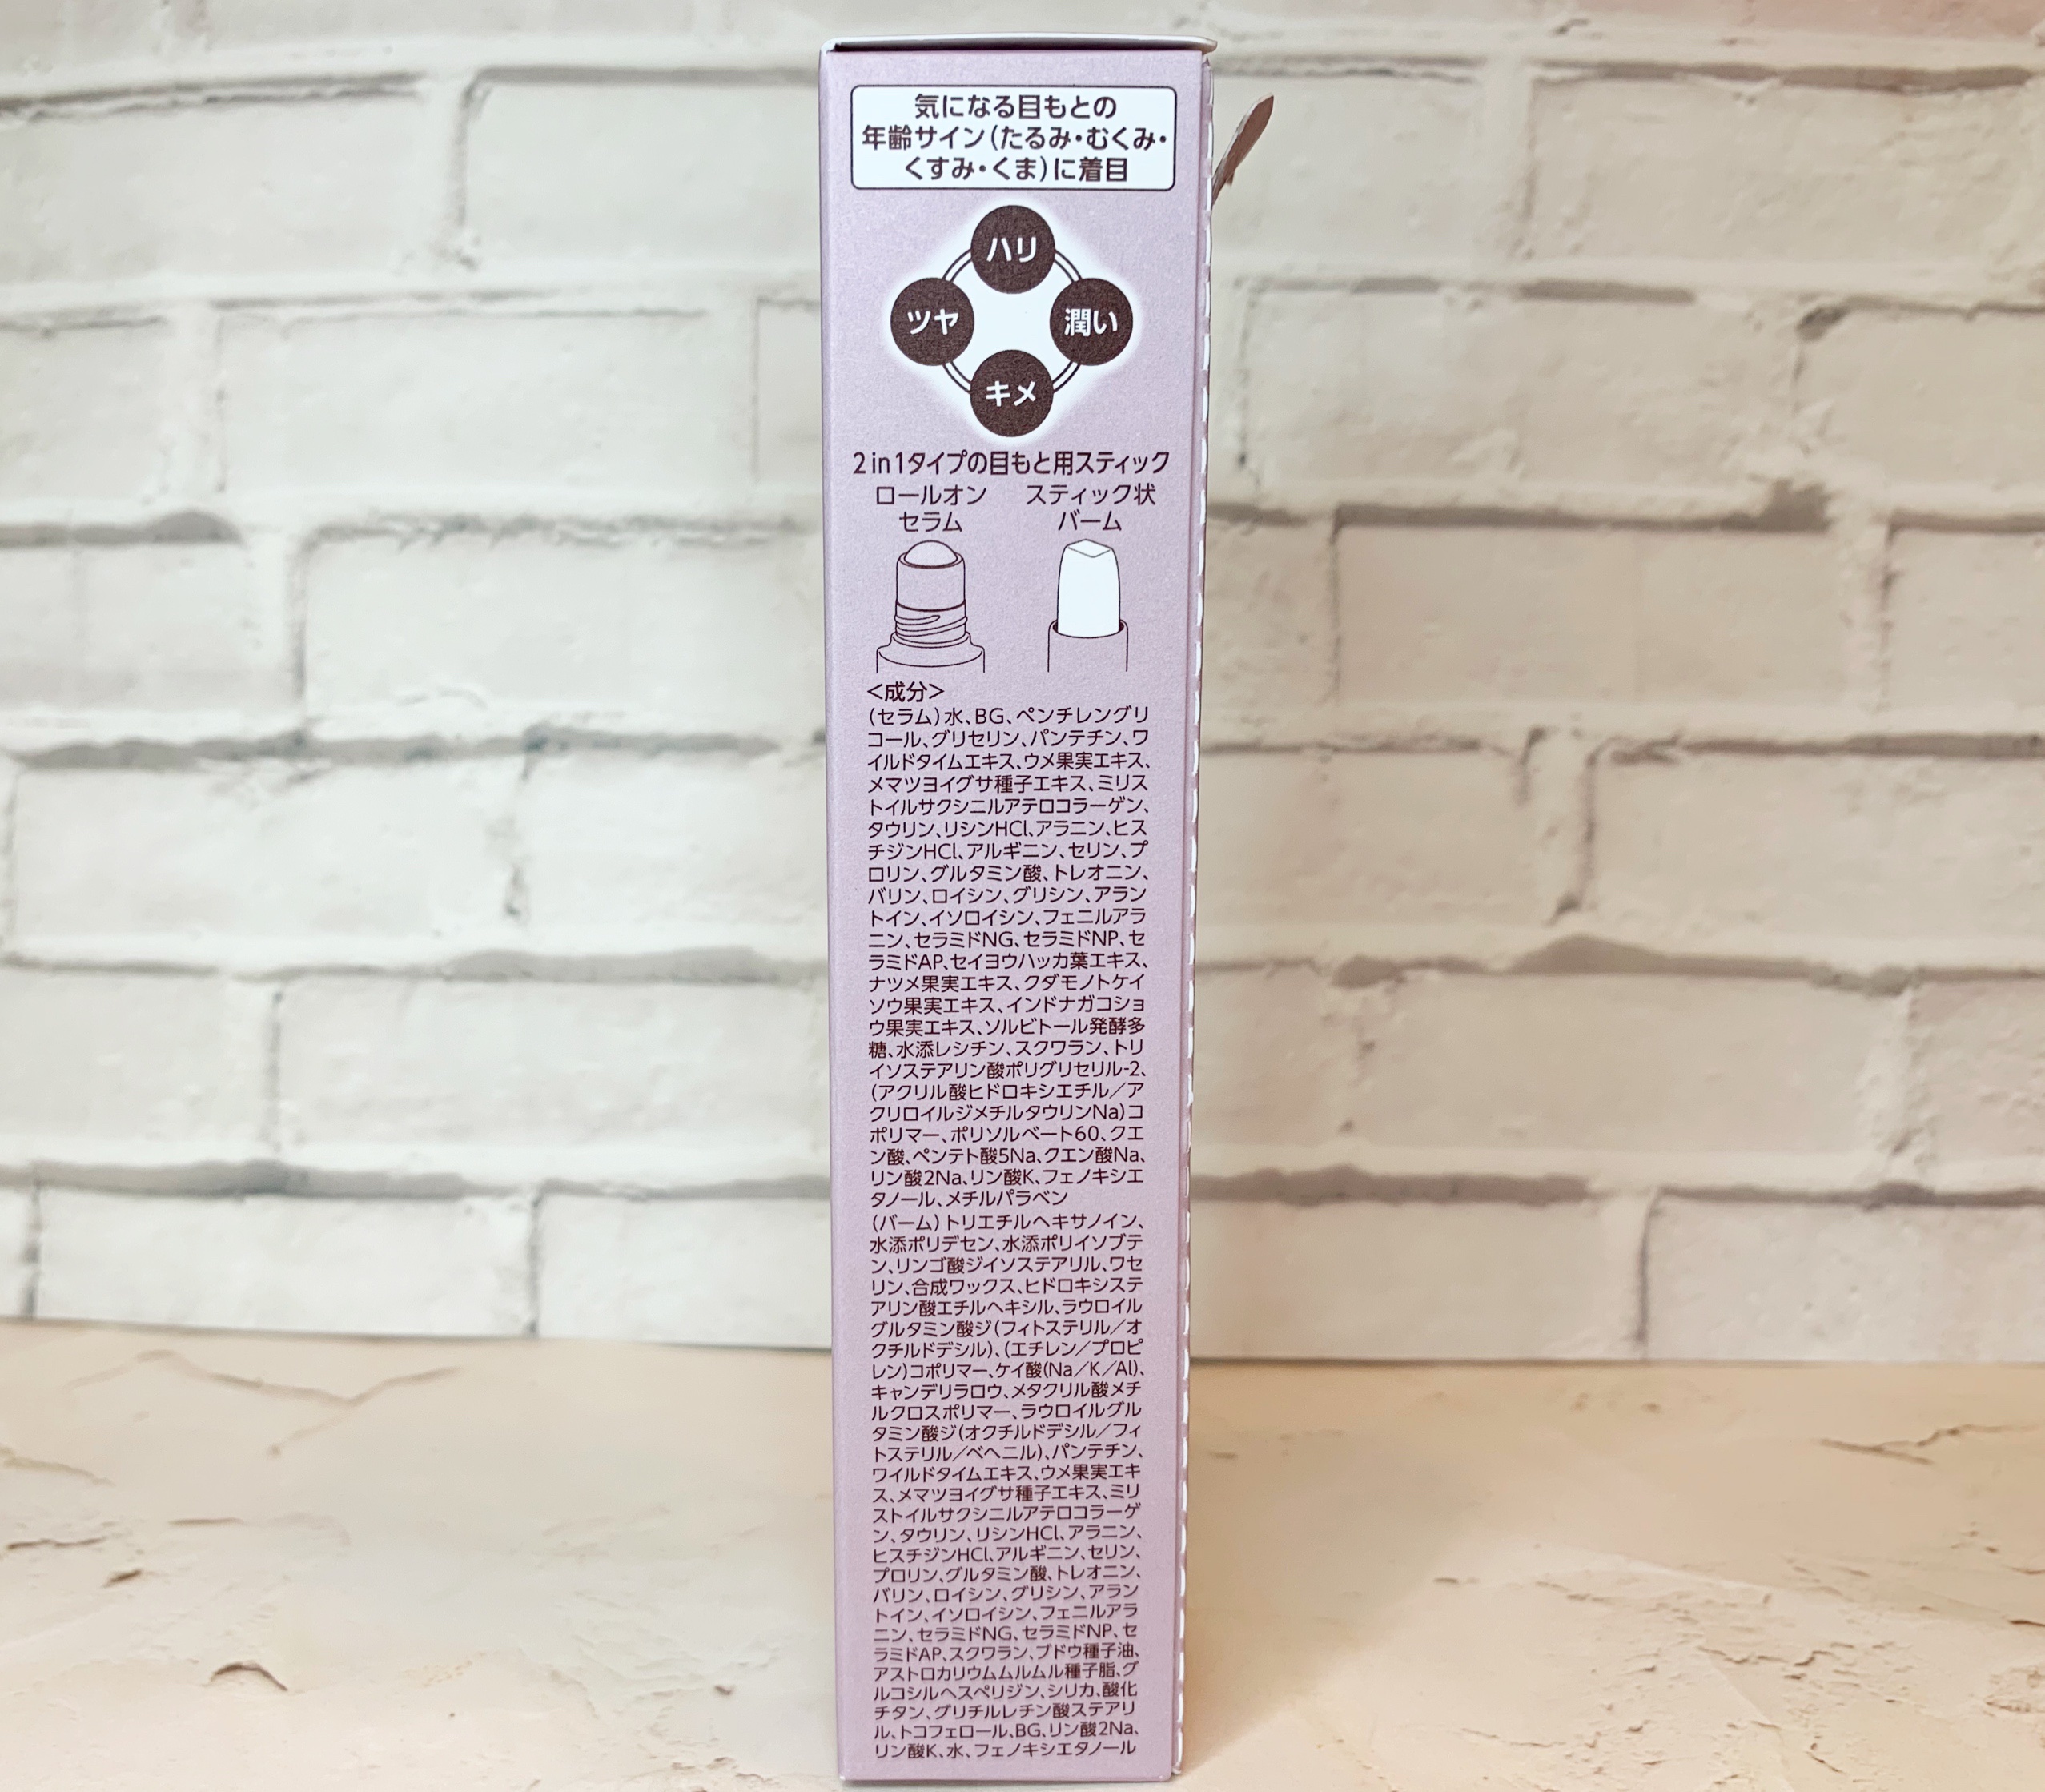 気になる目もとの
年齢サイン(たるみ・むくみ・
くすみ・くま)に着目
ハリ
ツヤ
潤い
キメ
2in1タイプの目もと用スティック
ロールオン
セラム
スティック状
バーム
<成分>
(セラム)水、BG、ペンチレングリ
コール、グリセリン、パンテチン、ワ
イルドタイムエキス、ウメ果実エキス、
メマツヨイグサ種子エキス、ミリス
トイルサクシニルアテロコラーゲン、
タウリン、リシンHCl、アラニン、ヒス
チジンHCl、アルギニン、セリン、プ
ロリン、グルタミン酸、トレオニン、
バリン、ロイシン、グリシン、アラン
トイン、イソロイシン、フェニルアラ
ニン、セラミドNG、セラミドNP、セ
ラミドAP、セイヨウハッカ葉エキス、
ナツメ果実エキス、クダモノトケイ
ソウ果実エキス、インドナガコショ
ウ果実エキス、ソルビトール発酵多
糖、水添レシチン、スクワラン、トリ
イソステアリン酸ポリグリセリル-2、
(アクリル酸ヒドロキシエチル/ア
クリロイルジメチルタウリンNa)コ
ポリマー、ポリソルベート60、クエ
ン酸、ペンテト酸5Na、クエン酸Na、
リン酸2Na、リン酸K、フェノキシエ
タノール、メチルパラベン
(バーム)トリエチルヘキサノイン、
水添ポリデセン、水添ポリイソブテ
ン、リンゴ酸ジイソステアリル、ワセ
リン、合成ワックス、ヒドロキシステ
アリン酸エチルヘキシル、ラウロイル
グルタミン酸ジ(フィトステリル/オ
クチルドデシル)、(エチレン/プロピ
レン)コポリマー、ケイ酸(Na/K/Al)、
キャンデリラロウ、メタクリル酸メチ
ルクロスポリマー、ラウロイルグル
タミン酸ジ(オクチルドデシル/フィ
トステリル/ベヘニル)、パンテチン、
ワイルドタイムエキス、ウメ果実エキ
ス、メマツヨイグサ種子エキス、ミリ
ストイルサクシニルアテロコラーゲ
ン、タウリン、リシンHCl、アラニン、
ヒスチジンHCl、アルギニン、セリン、
プロリン、グルタミン酸、トレオニン、
バリン、ロイシン、グリシン、アラン
トイン、イソロイシン、フェニルアラ
ニン、セラミドNG、セラミドNP、セ
ラミドAP、スクワラン、ブドウ種子油、
アストロカリウムムルムル種子脂、グ
ルコシルヘスペリジン、シリカ、酸化
チタン、グリチルレチン酸ステアリ
ル、トコフェロール、BG、リン酸2Na、
リン酸K、水、フェノキシエタノール